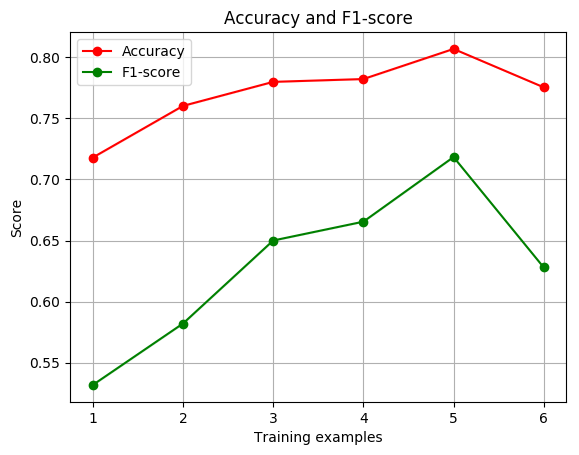 Accuracy and F1-score
Accuracy
F1-score
0.80
0.75
0.70
0.65
0.60
0.55
Score
1 2 3 4 5 6
Training examples